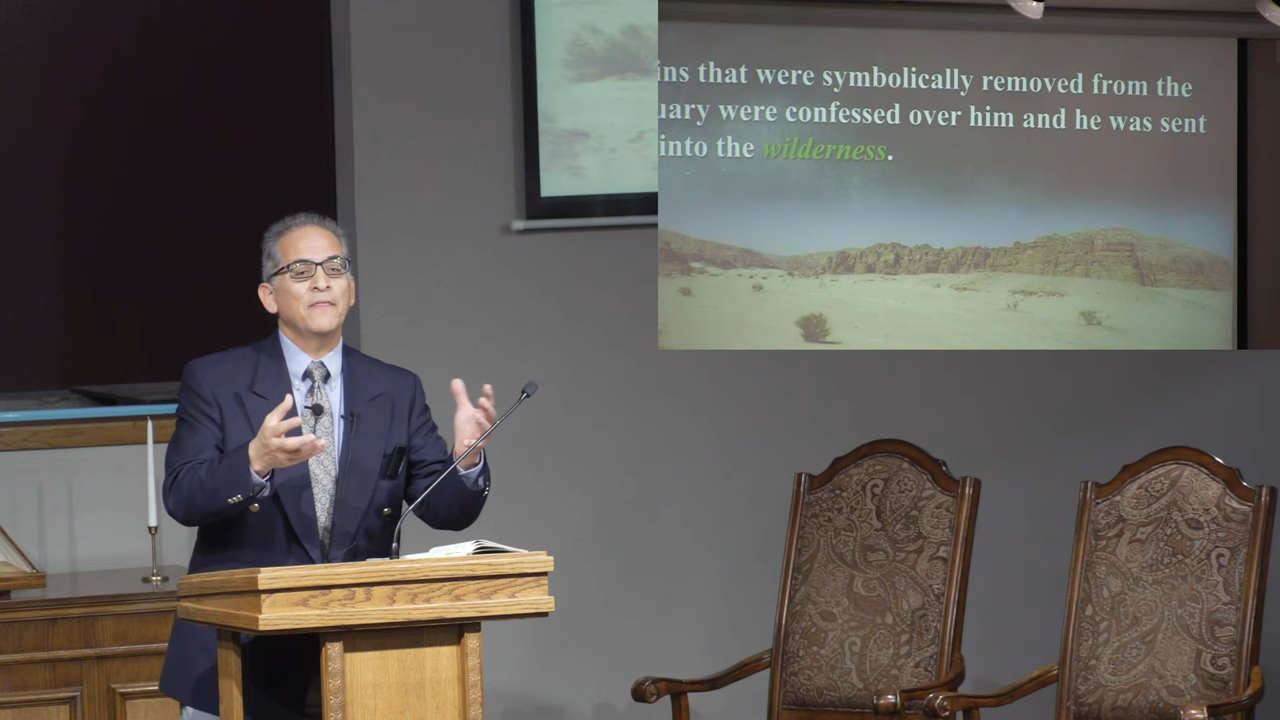 ins that were symbolically removed from the
uary were confessed over him and he was sent
into the wilderness.